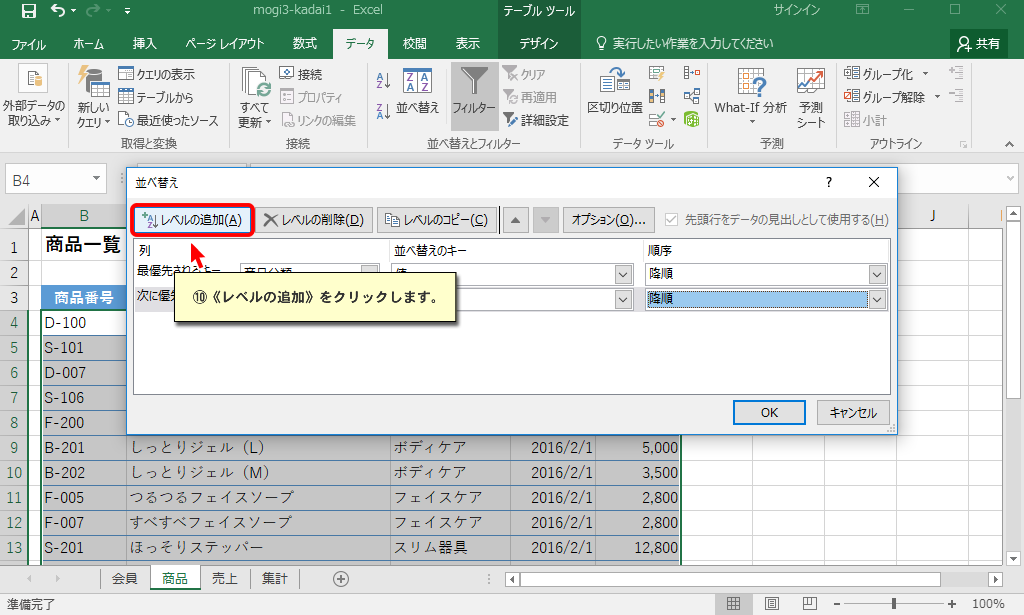 mogi3-kadai1 - Excel
テーブル ツール
サインイン
ファイル
ホーム
挿入
ページ レイアウト
数式
データ
校閲
表示
デザイン
実行したい作業を入力してください
共有
外部データの
取り込み
新しい
クエリ
クエリの表示
テーブルから
最近使ったソース
取得と変換
すべて
更新
接続
プロパティ
リンクの編集
接続
並べ替え
フィルター
クリア
再適用
詳細設定
並べ替えとフィルター
区切り位置
データ ツール
What-If 分析
予測
シート
予測
グループ化
グループ解除
小計
アウトライン
B4
並べ替え
?
レベルの追加(A)
レベルの削除(D)
レベルのコピー(C)
オプション(O)...
先頭行をデータの見出しとして使用する(H)
列
並べ替えのキー
順序
降順
次に優先
降順
⑩《レベルの追加》をクリックします。
OK
キャンセル
A B J
1 商品一覧
2
3 商品番号
4 D-100
5 S-101
6 D-007
7 S-106
8 F-200
9 B-201 しっとりジェル（L） ボディケア 2016/2/1 5,000
10 B-202 しっとりジェル（M） ボディケア 2016/2/1 3,500
11 F-005 つるつるフェイスソープ フェイスケア 2016/2/1 2,800
12 F-007 すべすべフェイスソープ フェイスケア 2016/2/1 2,800
13 S-201 ほっそりステッパー スリム器具 2016/2/1 12,800
会員 商品 売上 集計
準備完了
100%